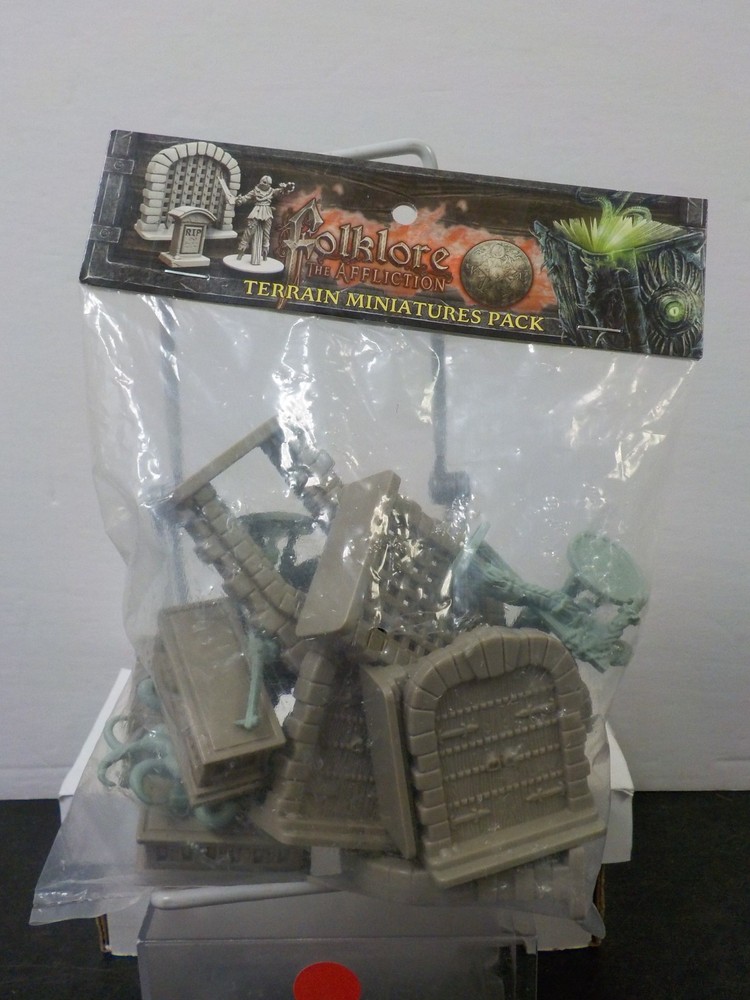 RIP
Folklore
THE AFFLICTION
TERRAIN MINIATURES PACK